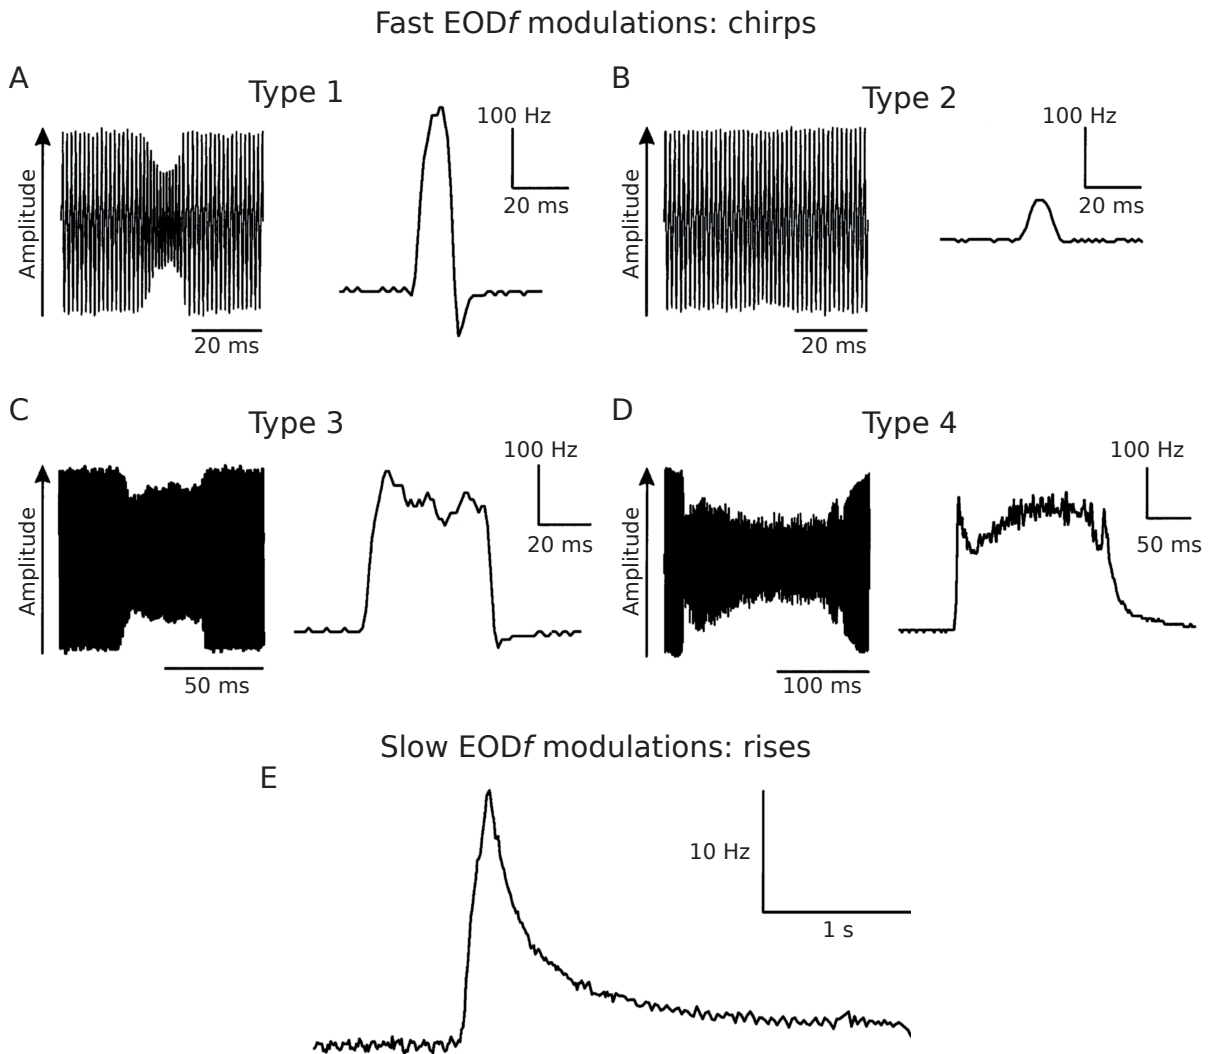 Fast EODf modulations: chirps
A
Type 1
100 Hz
20 ms
Amplitude
20 ms
B
Type 2
100 Hz
20 ms
Amplitude
20 ms
C
Type 3
100 Hz
20 ms
Amplitude
50 ms
D
Type 4
100 Hz
50 ms
Amplitude
100 ms
Slow EODf modulations: rises
E
10 Hz
1 s